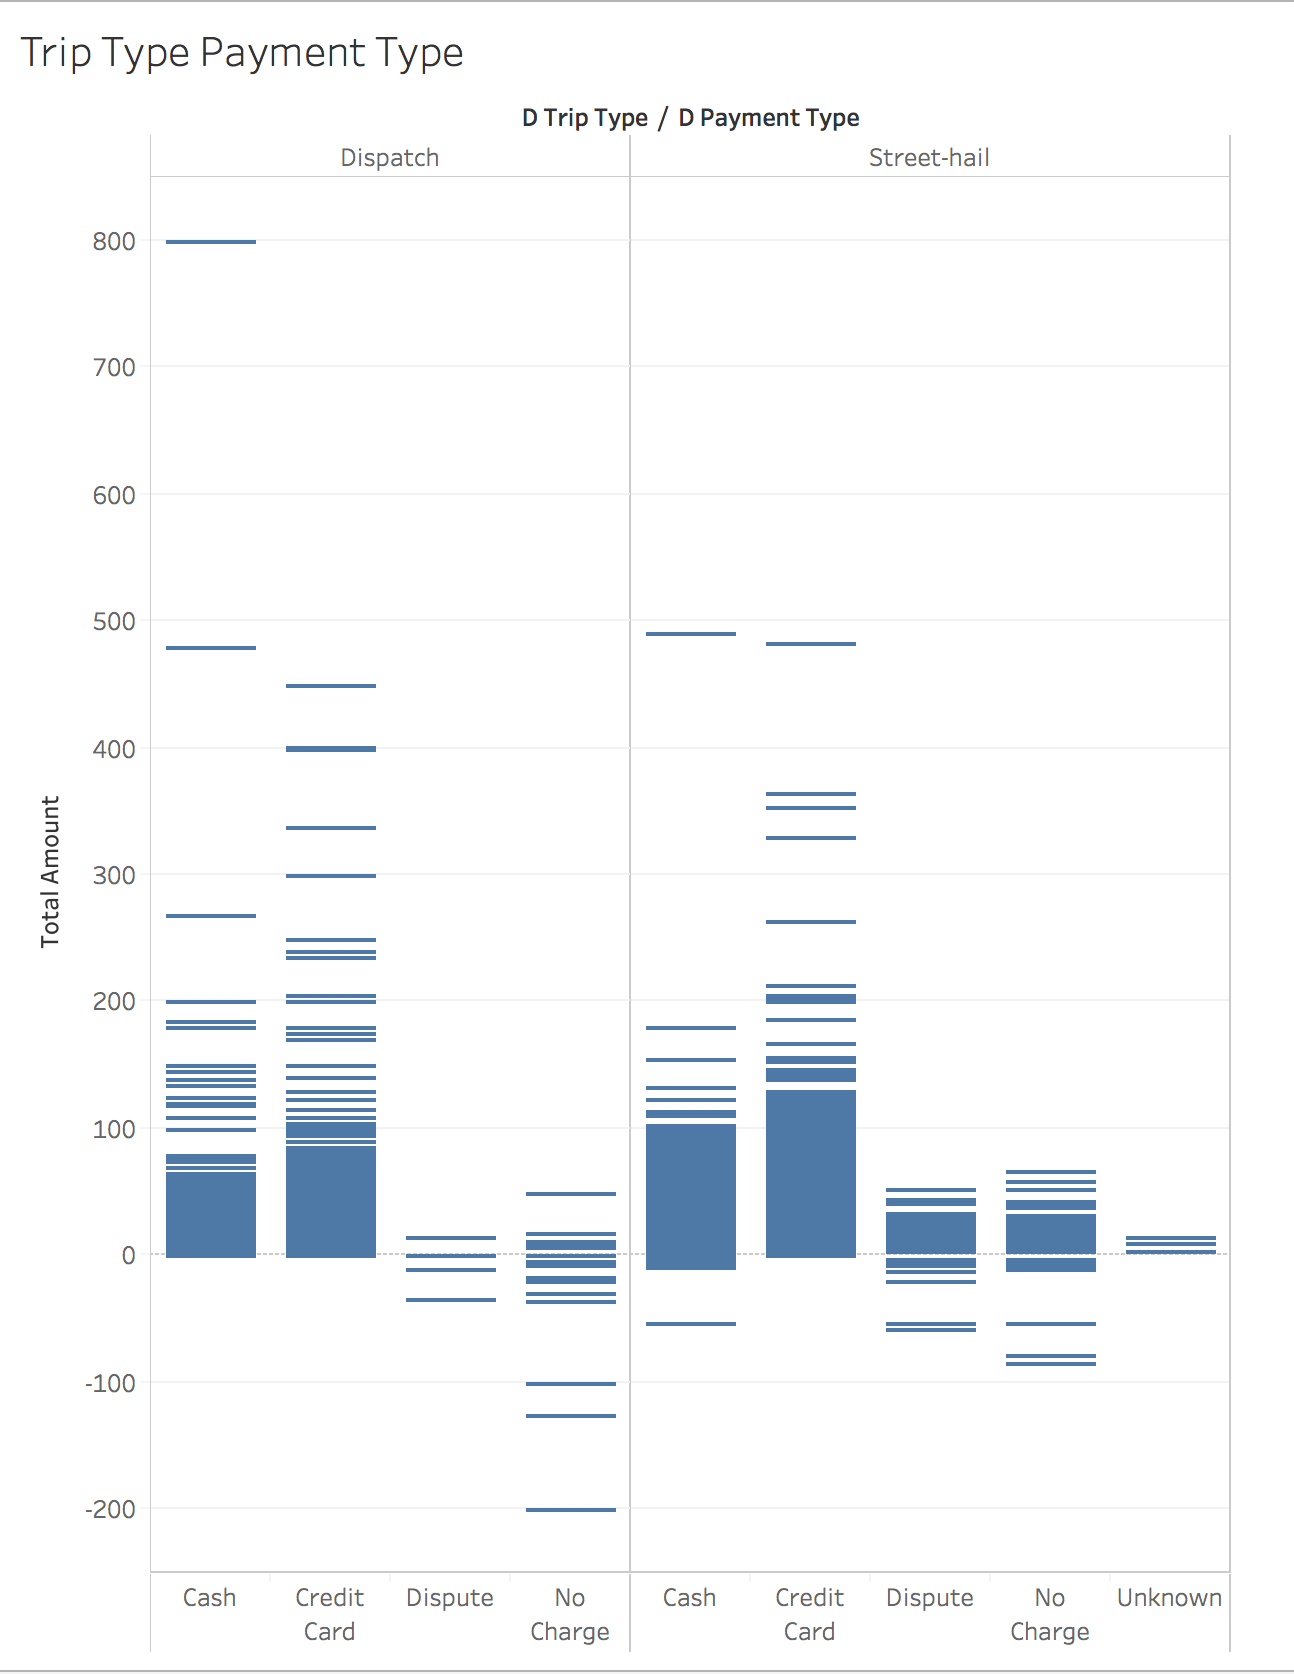 Trip Type Payment Type
D Trip Type / D Payment Type
Dispatch
Street-hail
800
700
600
500
400
300
200
100
0
-100
-200
Total Amount
Cash
Credit
Card
Dispute
No
Charge
Cash
Credit
Card
Dispute
No
Charge
Unknown